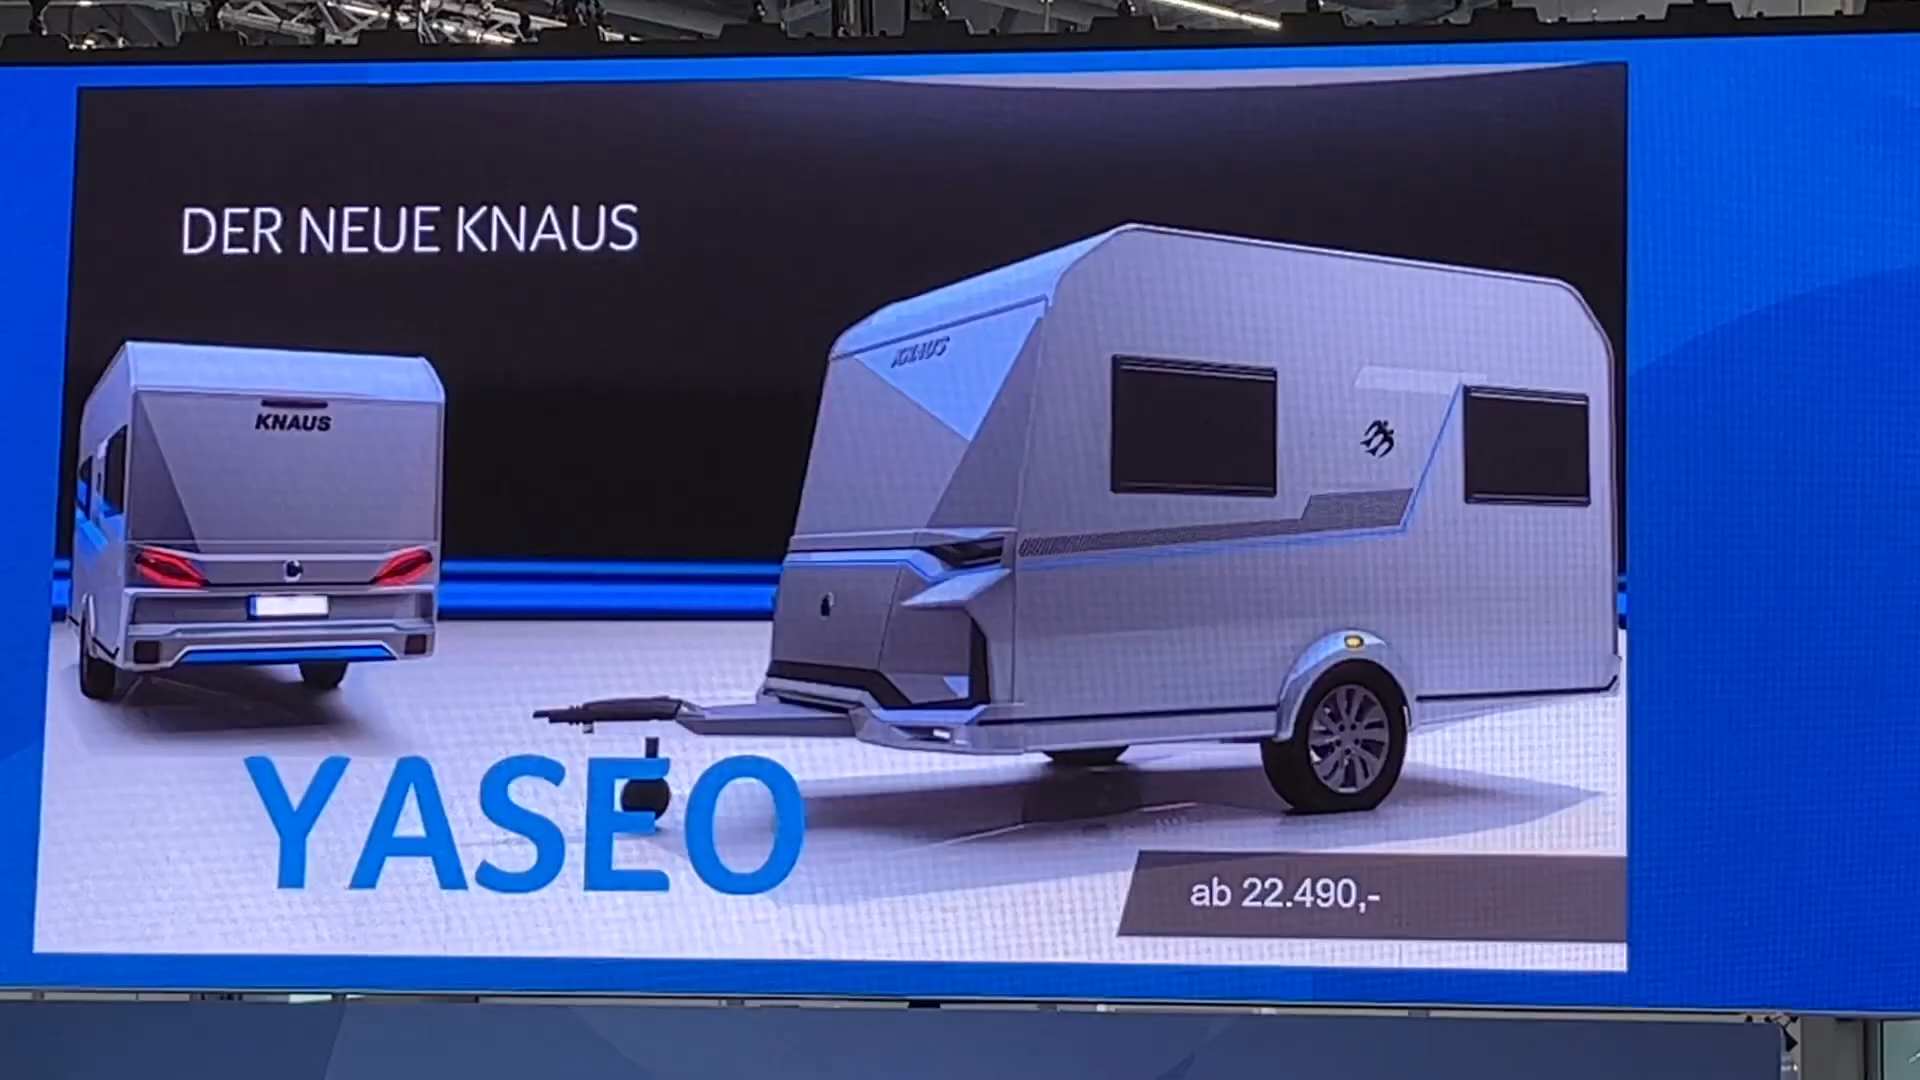 DER NEUE KNAUS
KNAUS
KNAUS
YASEO
ab 22.490,-